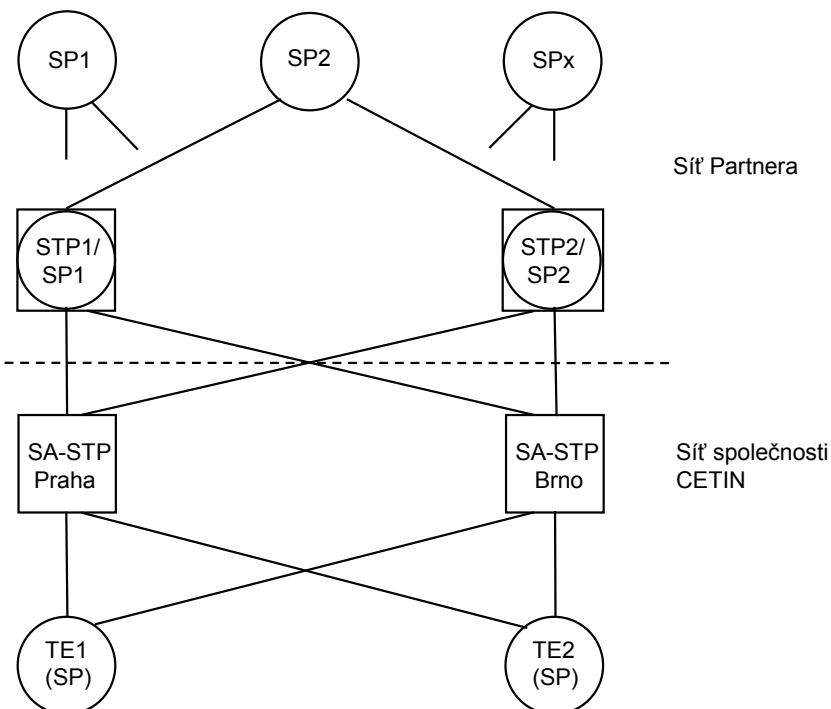 SP1
SP2
SPx
Síť Partnera
STP1/
SP1
STP2/
SP2
SA-STP
Praha
SA-STP
Brno
Síť společnosti
CETIN
TE1
(SP)
TE2
(SP)